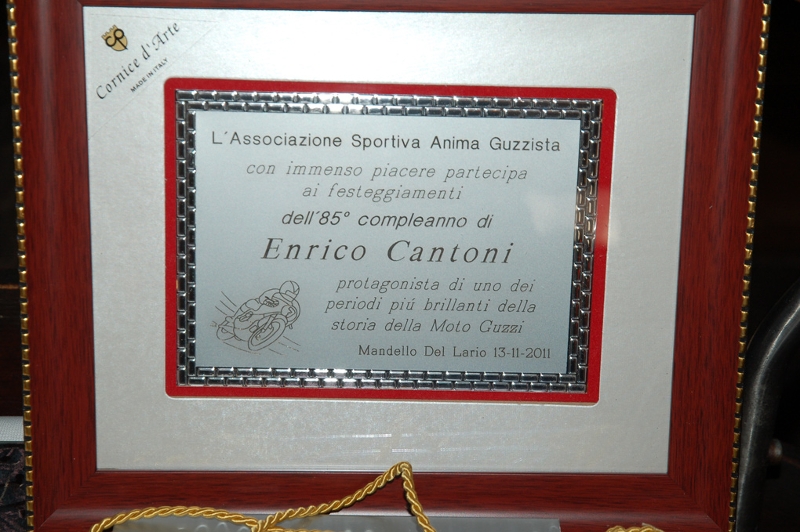 Cornice d'Arte
MADE IN ITALY
L'Associazione Sportiva Anima Guzzista
con immenso piacere partecipa
ai festeggiamenti
dell'85° compleanno di
Enrico Cantoni
protagonista di uno dei
periodi piú brillanti della
storia della Moto Guzzi
Mandello Del Lario 13-11-2011